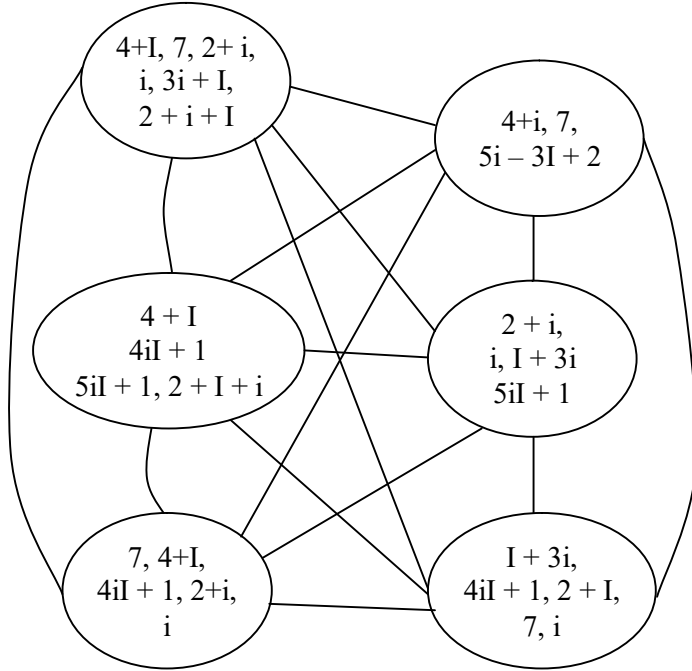 4+I, 7, 2+ i,
i, 3i + I,
2 + i + I
4+i, 7,
5i – 3I + 2
4 + I
4iI + 1
5iI + 1, 2 + I + i
2 + i,
i, I + 3i
5iI + 1
7, 4+I,
4iI + 1, 2+i,
i
I + 3i,
4iI + 1, 2 + I,
7, i